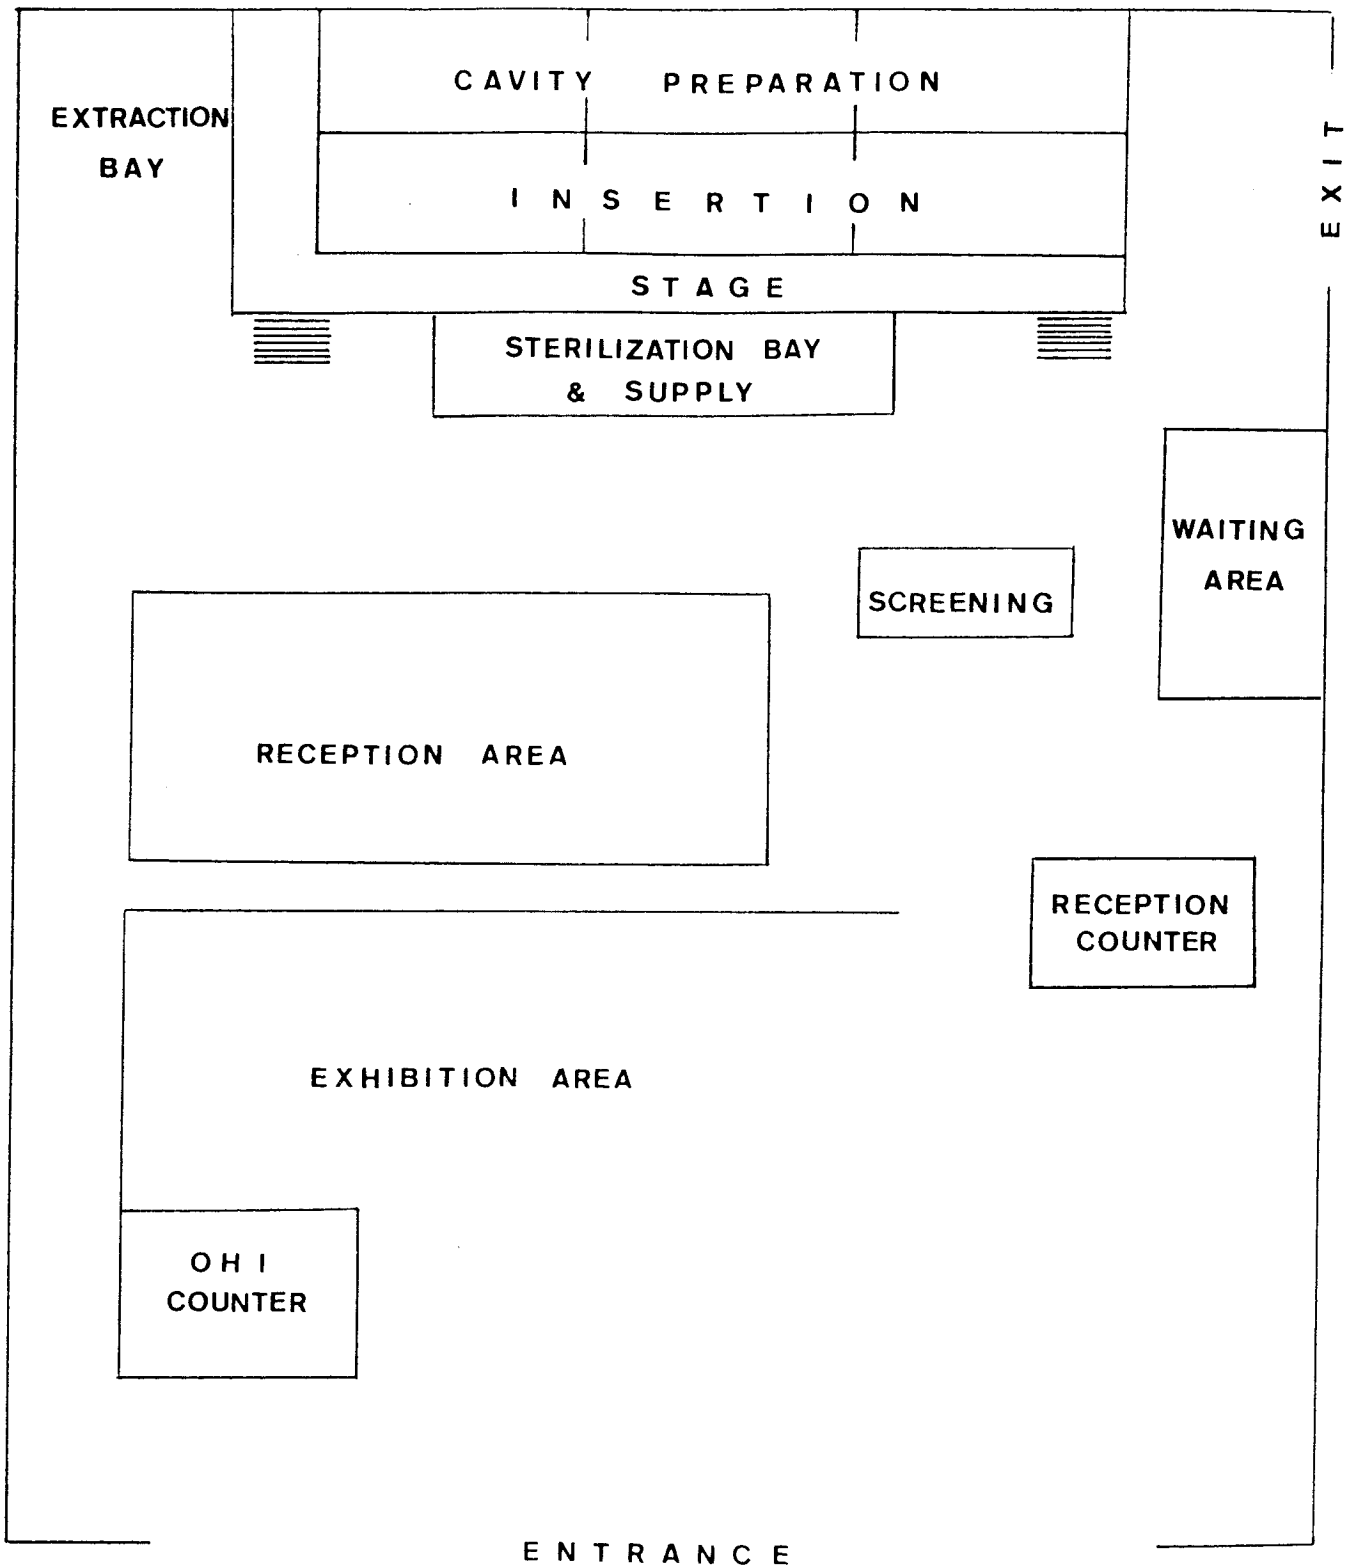 CAVITY PREPARATION
EXTRACTION
BAY
EXIT
INSERTION
STAGE
STERILIZATION BAY
& SUPPLY
WAITING
AREA
SCREENING
RECEPTION AREA
RECEPTION
COUNTER
EXHIBITION AREA
OHI
COUNTER
ENTRANCE